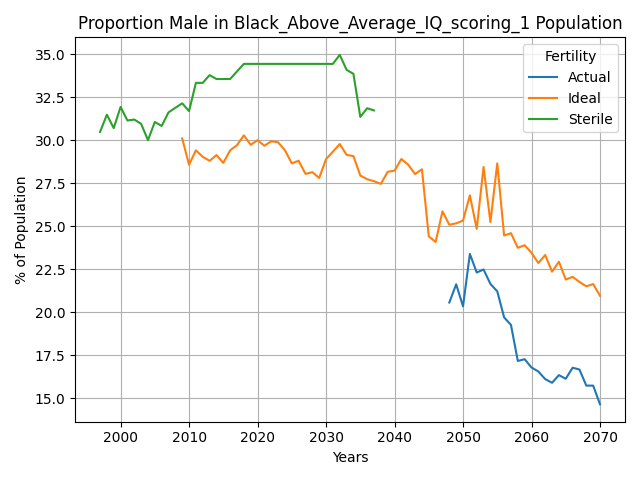 Proportion Male in Black_Above_Average_IQ_scoring_1 Population
Fertility
Actual
Ideal
Sterile
% of Population
35.0
32.5
30.0
27.5
25.0
22.5
20.0
17.5
15.0
2000 2010 2020 2030 2040 2050 2060 2070
Years